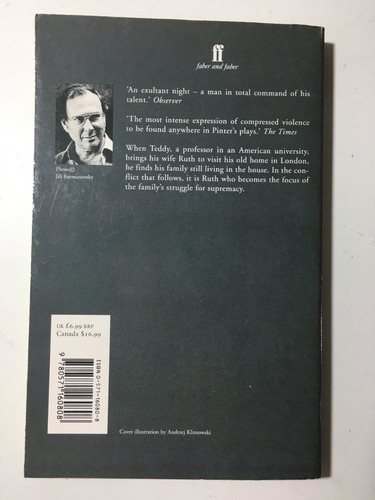 ff
faber and faber
'An exultant night – a man in total command of his
talent.' Observer
'The most intense expression of compressed violence
to be found anywhere in Pinter's plays.' The Times
When Teddy, a professor in an American university,
brings his wife Ruth to visit his old home in London,
he finds his family still living in the house. In the con-
flict that follows, it is Ruth who becomes the focus of
the family's struggle for supremacy.
Photo©
Jill Furmanovsky
UK £6.99 RRP
Canada $16.99
ISBN 0-571-16080-8
9 780571 160808
Cover illustration by Andrzej Klimowski